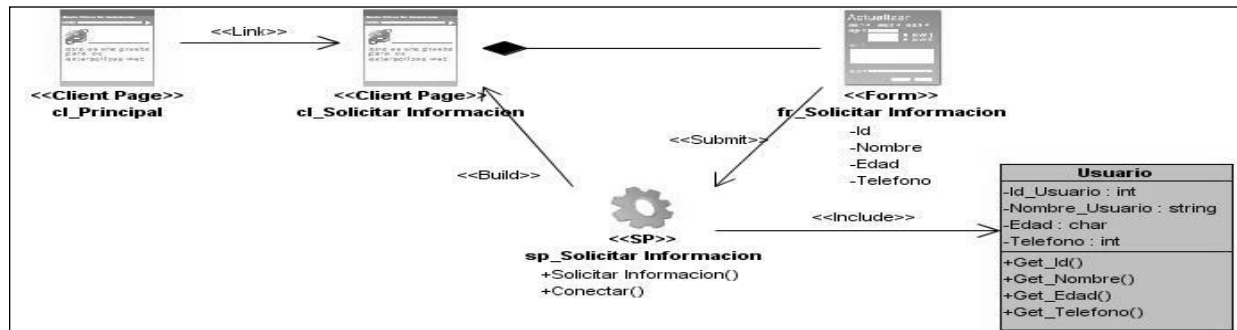 <<Link>>
<<Client Page>>
cl_Principal
<<Client Page>>
cl_Solicitar Informacion
Actualizar
<<Form>>
fr_Solicitar Informacion
-Id
-Nombre
-Edad
-Telefono
<<Submit>>
<<Build>>
<<SP>>
sp_Solicitar Informacion
+Solicitar Informacion()
+Conectar()
<<Include>>
Usuario
-Id_Usuario : int
-Nombre_Usuario : string
-Edad : char
-Telefono : int
+Get_Id()
+Get_Nombre()
+Get_Edad()
+Get_Telefono()